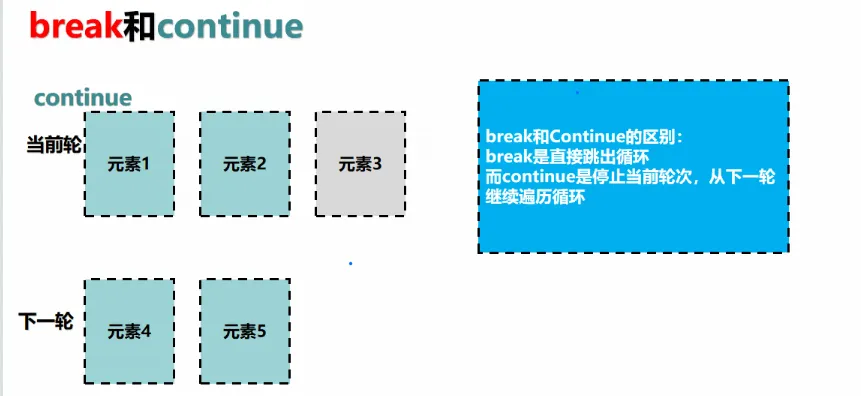 break和continue
continue
当前轮
元素1
元素2
元素3
break和Continue的区别：
break是直接跳出循环
而continue是停止当前轮次，从下一轮
继续遍历循环
下一轮
元素4
元素5